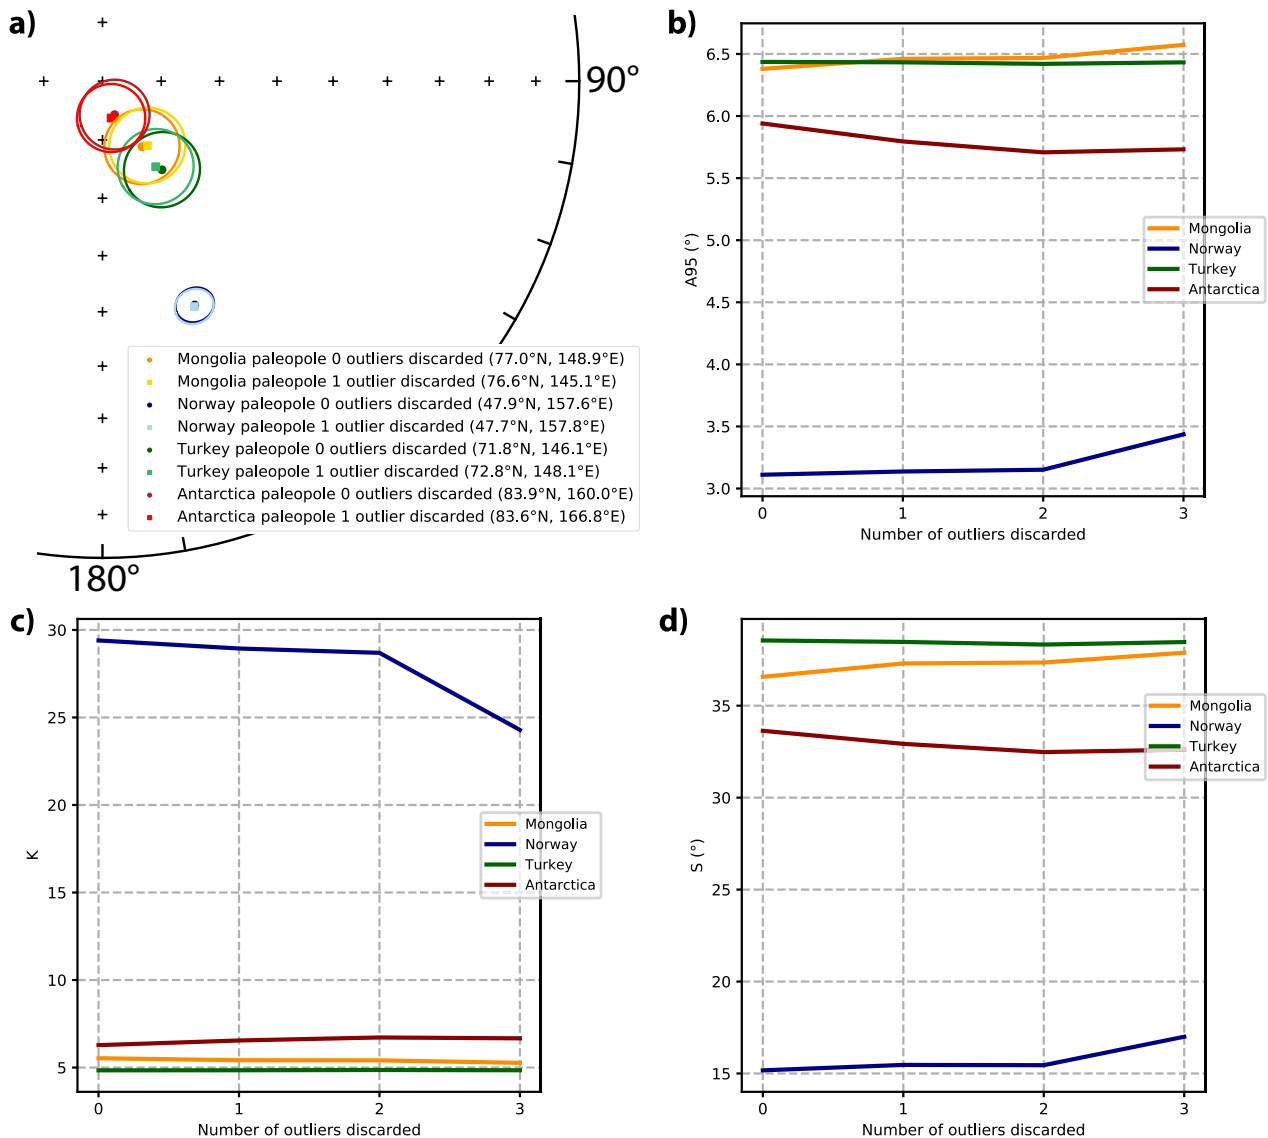 a)
90°
180°
Mongolia paleopole 0 outliers discarded (77.0°N, 148.9°E)
Mongolia paleopole 1 outlier discarded (76.6°N, 145.1°E)
Norway paleopole 0 outliers discarded (47.9°N, 157.6°E)
Norway paleopole 1 outlier discarded (47.7°N, 157.8°E)
Turkey paleopole 0 outliers discarded (71.8°N, 146.1°E)
Turkey paleopole 1 outlier discarded (72.8°N, 148.1°E)
Antarctica paleopole 0 outliers discarded (83.9°N, 160.0°E)
Antarctica paleopole 1 outlier discarded (83.6°N, 166.8°E)
b)
6.5
6.0
5.5
5.0
4.5
4.0
3.5
3.0
A95 (°)
0 1 2 3
Number of outliers discarded
Mongolia
Norway
Turkey
Antarctica
c)
30
25
20
15
10
5
K
0 1 2 3
Number of outliers discarded
Mongolia
Norway
Turkey
Antarctica
d)
35
30
25
20
15
S (°)
0 1 2 3
Number of outliers discarded
Mongolia
Norway
Turkey
Antarctica